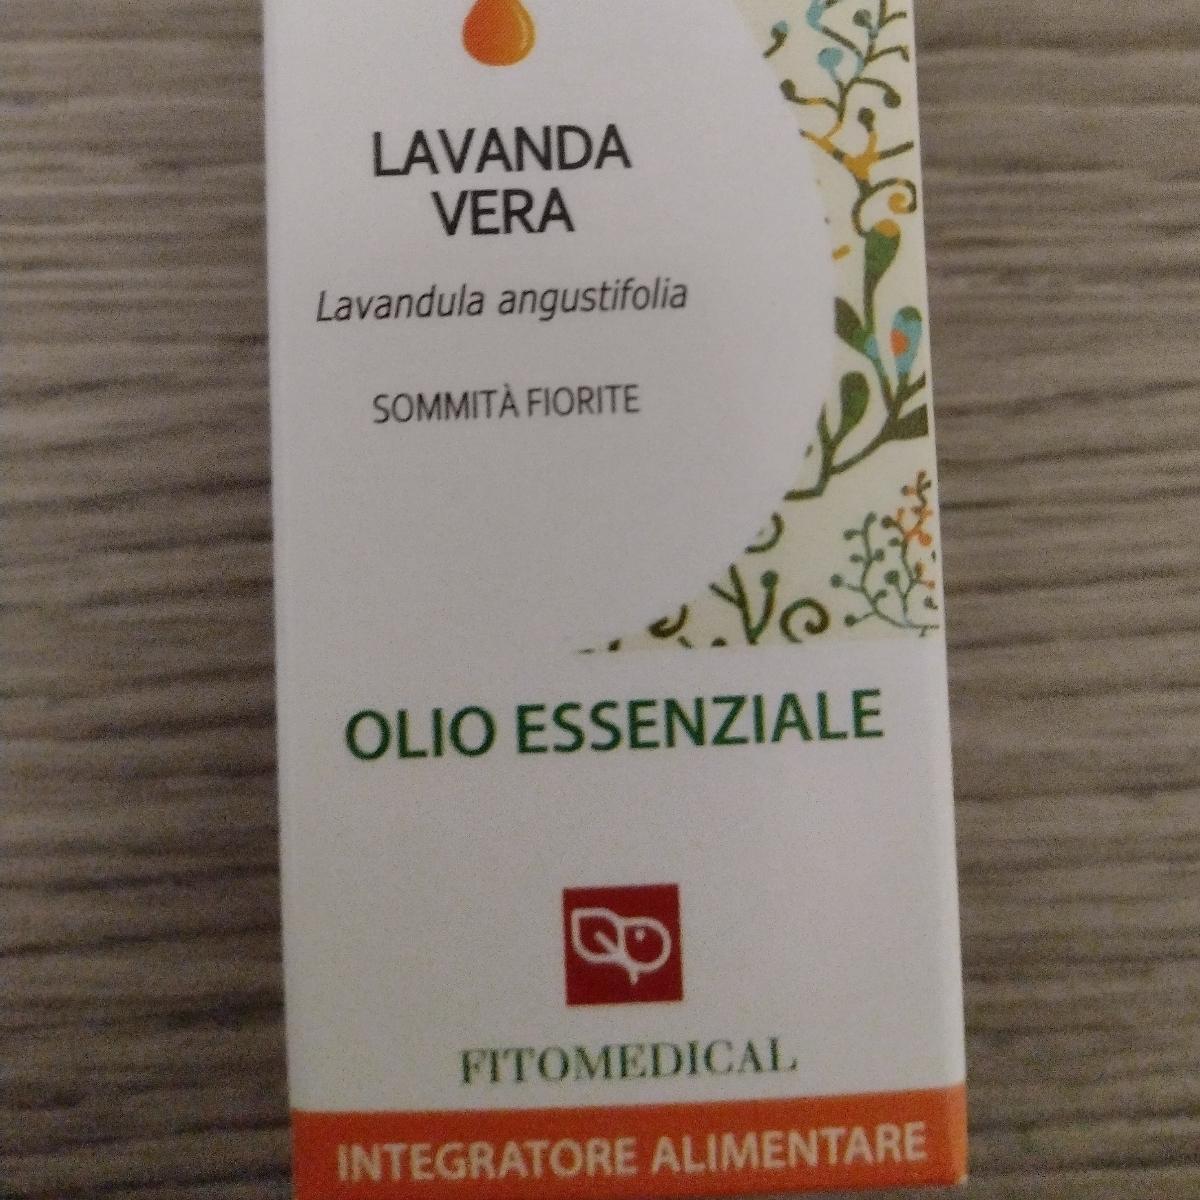 LAVANDA
VERA
Lavandula angustifolia
SOMMITÀ FIORITE
OLIO ESSENZIALE
FITOMEDICAL
INTEGRATORE ALIMENTARE